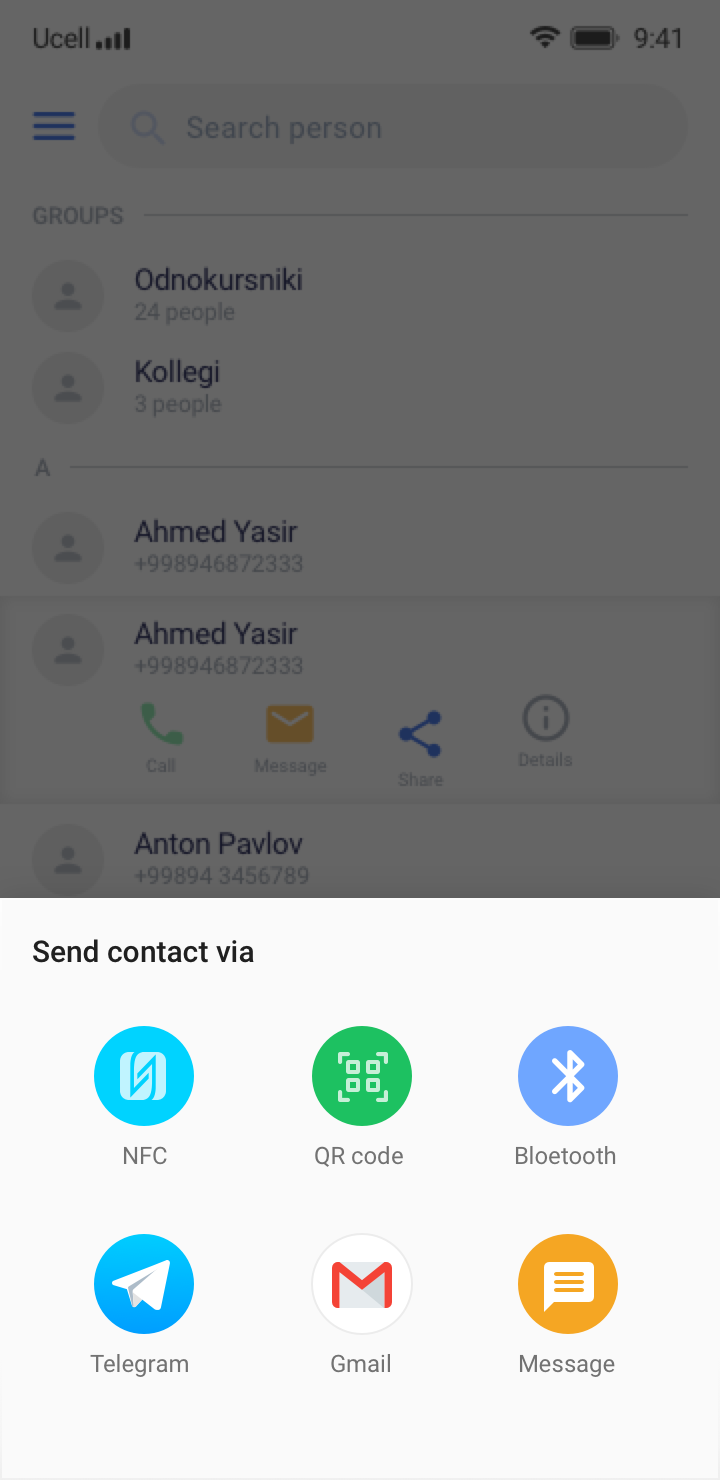 Ucell 9:41
Search person
GROUPS
Odnokursniki
24 people
Kollegi
3 people
A
Ahmed Yasir
+998946872333
Ahmed Yasir
+998946872333
Call Message Share Details
Anton Pavlov
+99894 3456789
Send contact via
NFC QR code Bloetooth
Telegram Gmail Message